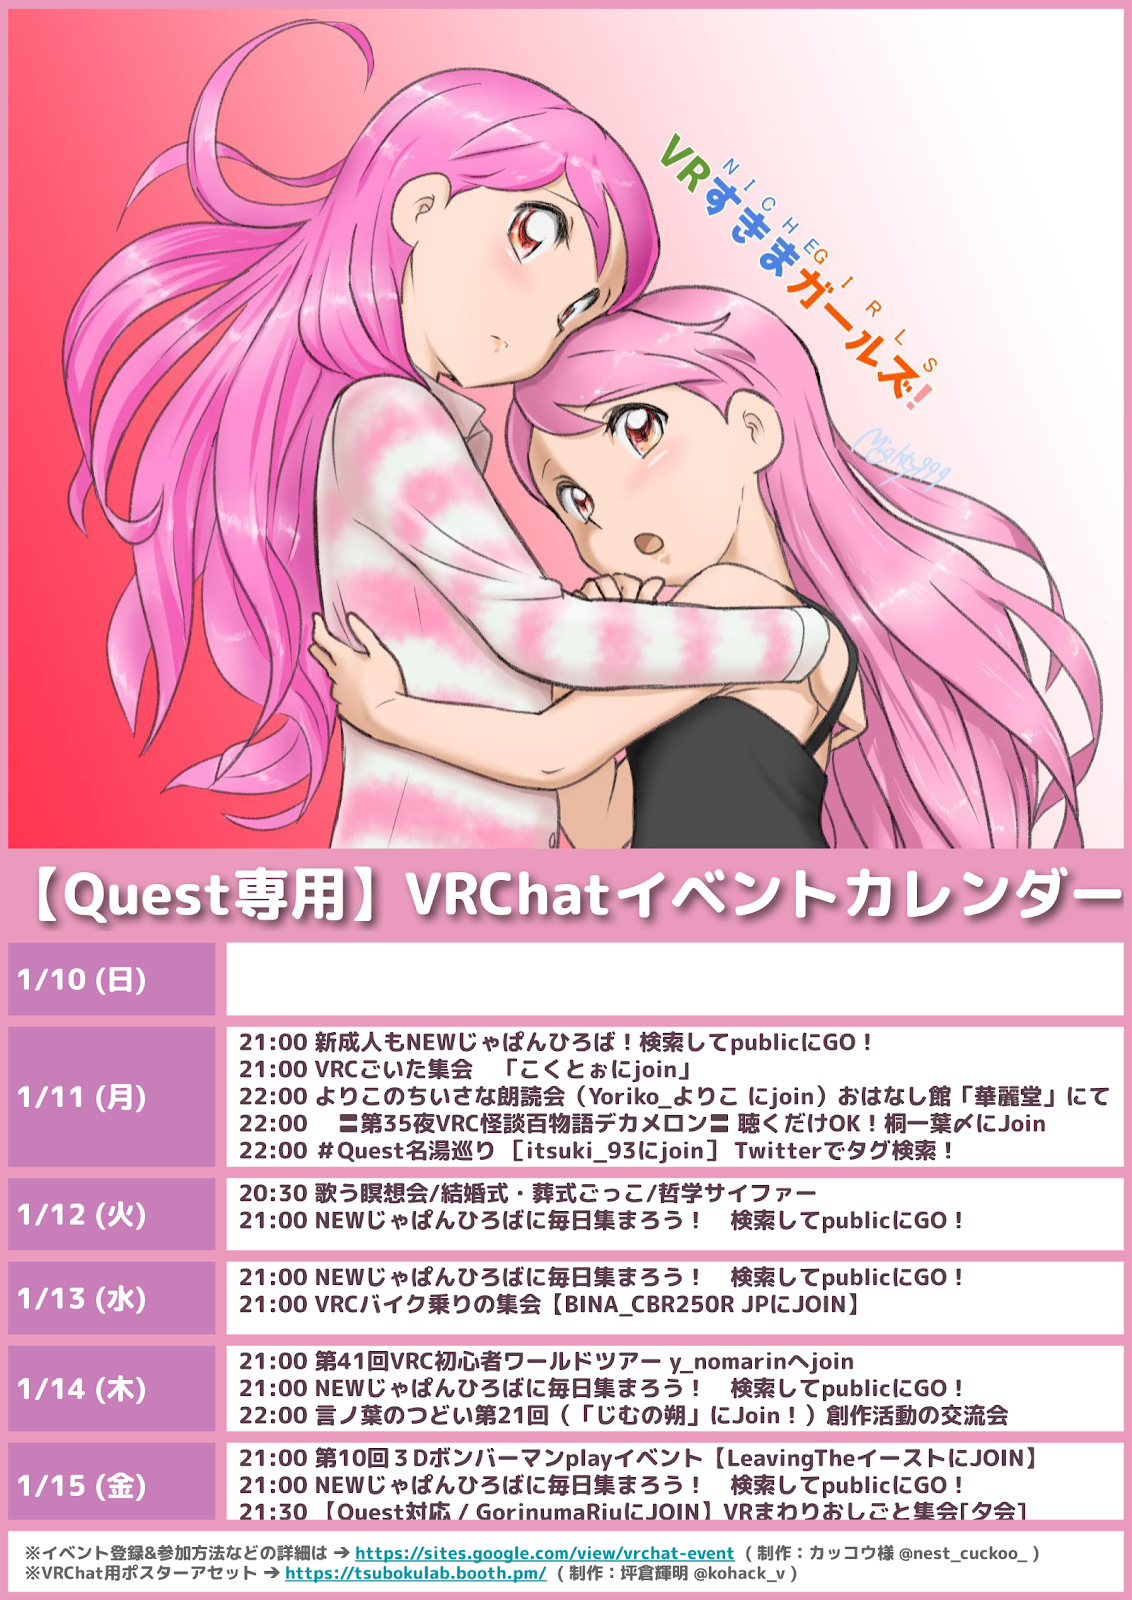 NICHE GIRLS
VRすきまガールズ!
Mighty999
【Quest専用】VRChatイベントカレンダー
1/10 (日)
1/11 (月)
21:00 新成人もNEWじゃぱんひろば！検索してpublicにGO！
21:00 VRCごいた集会　「こくとぉにjoin」
22:00 よりこのちいさな朗読会（Yoriko_よりこ にjoin）おはなし館「華麗堂」にて
22:00　〓第35夜VRC怪談百物語デカメロン〓 聴くだけOK！桐一葉〆にJoin
22:00 ＃Quest名湯巡り ［itsuki_93にjoin］ Twitterでタグ検索！
1/12 (火)
20:30 歌う瞑想会/結婚式・葬式ごっこ/哲学サイファー
21:00 NEWじゃぱんひろばに毎日集まろう！　検索してpublicにGO！
1/13 (水)
21:00 NEWじゃぱんひろばに毎日集まろう！　検索してpublicにGO！
21:00 VRCバイク乗りの集会【BINA_CBR250R JPにJOIN】
1/14 (木)
21:00 第41回VRC初心者ワールドツアー y_nomarinへjoin
21:00 NEWじゃぱんひろばに毎日集まろう！　検索してpublicにGO！
22:00 言ノ葉のつどい第21回（「じむの朔」にJoin！）創作活動の交流会
1/15 (金)
21:00 第10回３Dボンバーマンplayイベント【LeavingTheイーストにJOIN】
21:00 NEWじゃぱんひろばに毎日集まろう！　検索してpublicにGO！
21:30 【Quest対応 / GorinumaRiuにJOIN】VRまわりおしごと集会[夕会]
※イベント登録&参加方法などの詳細は → https://sites.google.com/view/vrchat-event （制作：カッコウ様 @nest_cuckoo_ ）
※VRChat用ポスターアセット → https://tsubokulab.booth.pm/ （制作：坪倉輝明 @kohack_v ）